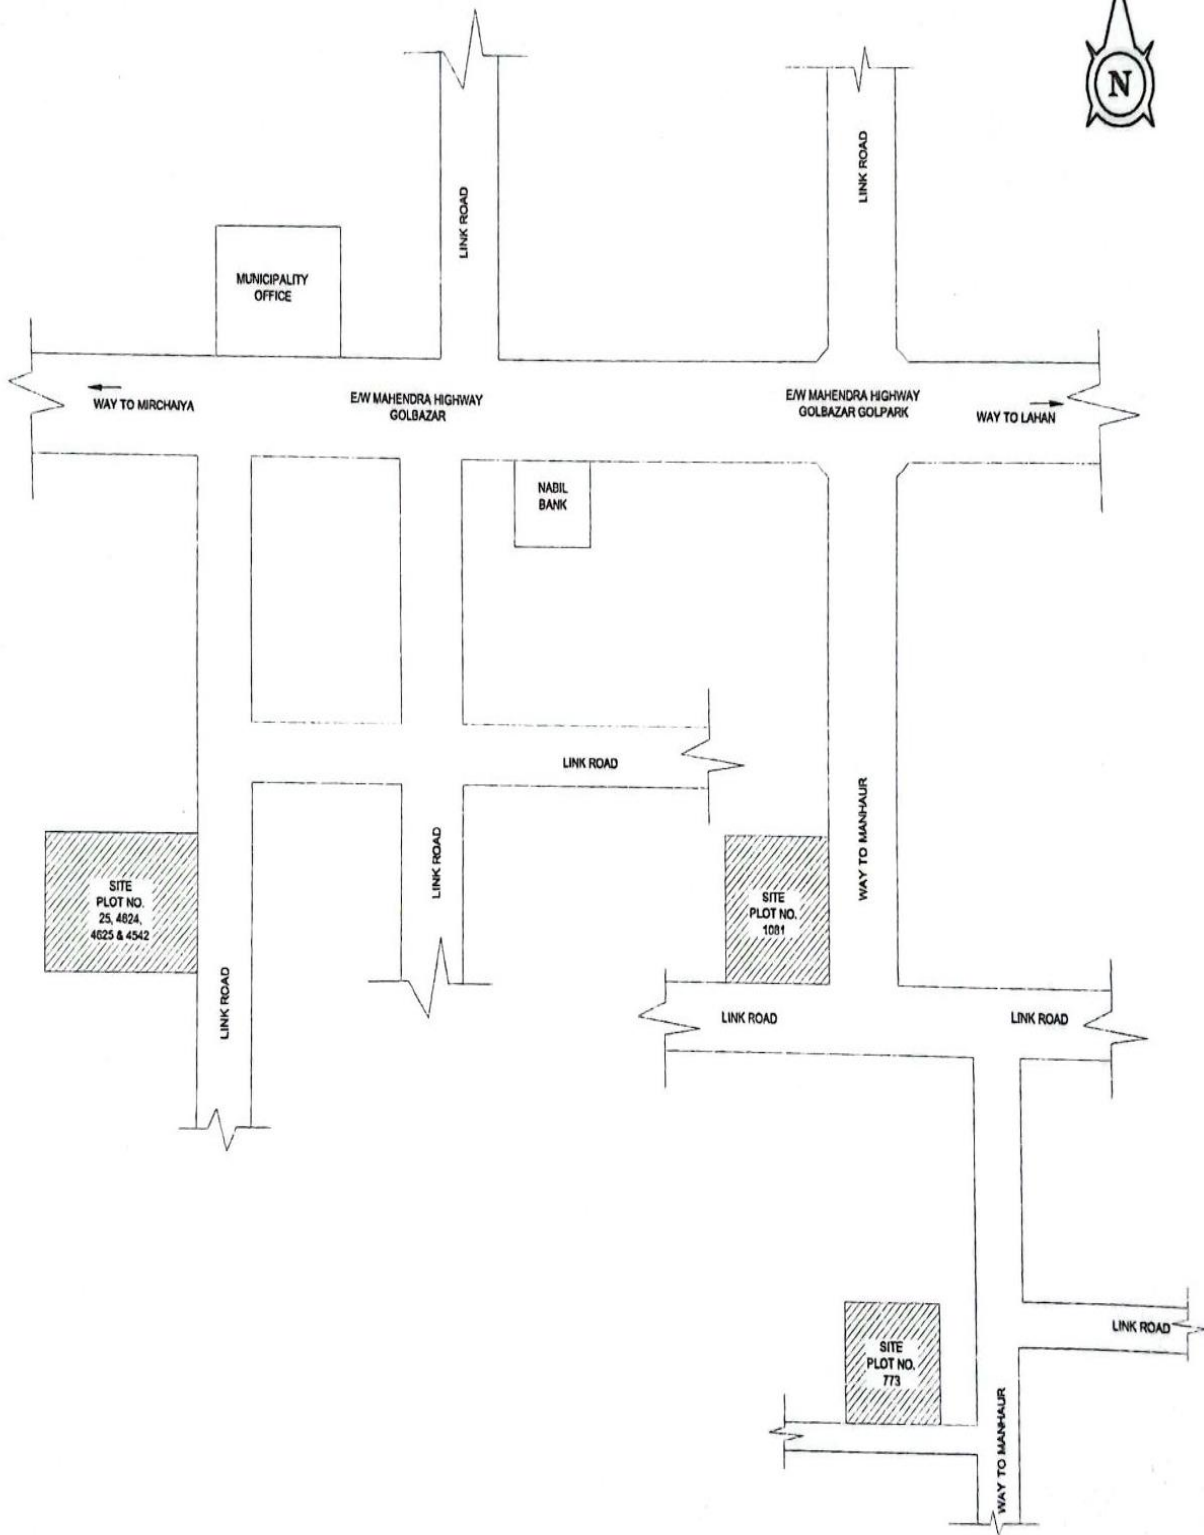 N
LINK ROAD
LINK ROAD
MUNICIPALITY
OFFICE
WAY TO MIRCHAIYA
E/W MAHENDRA HIGHWAY
GOLBAZAR
E/W MAHENDRA HIGHWAY
GOLBAZAR GOLPARK
WAY TO LAHAN
NABIL
BANK
LINK ROAD
LINK ROAD
WAY TO MANHAUR
SITE
PLOT NO.
25, 4624,
4625 & 4542
SITE
PLOT NO.
1081
LINK ROAD
LINK ROAD
LINK ROAD
LINK ROAD
SITE
PLOT NO.
773
WAY TO MANHAUR